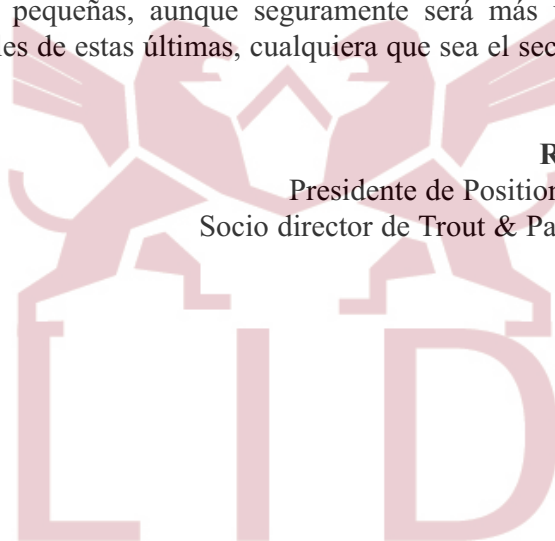 pequeñas, aunque seguramente será más
es de estas últimas, cualquiera que sea el sec
R
Presidente de Position
Socio director de Trout & Pa
LID